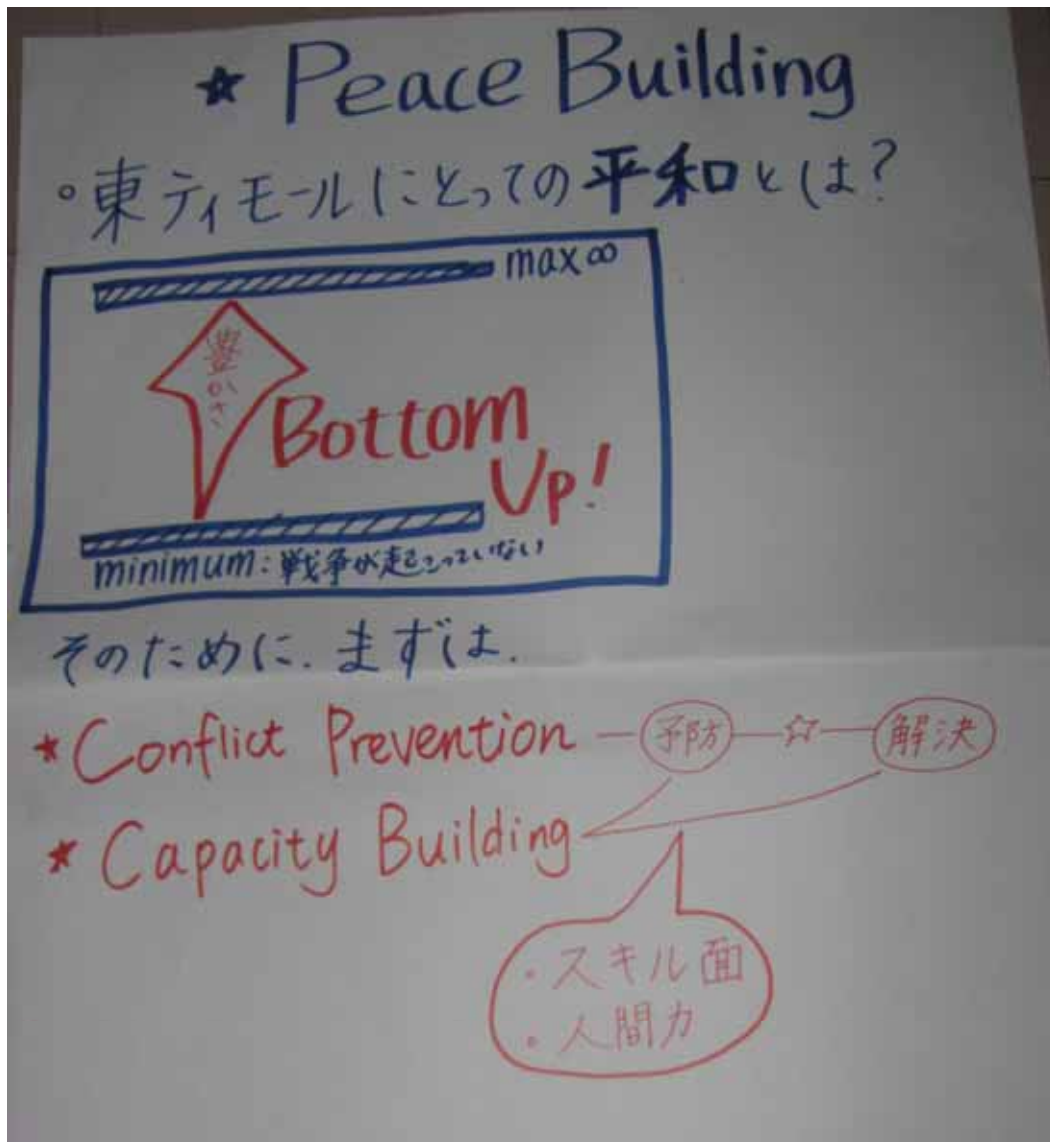 ★ Peace Building
○東ティモールにとっての平和とは?
max∞
豊かさ
Bottom
Up!
minimum:戦争が起こっていない
そのために.まずは.
★Conflict Prevention — 予防 — ☆ — 解決
★Capacity Building
・スキル面
・人間力